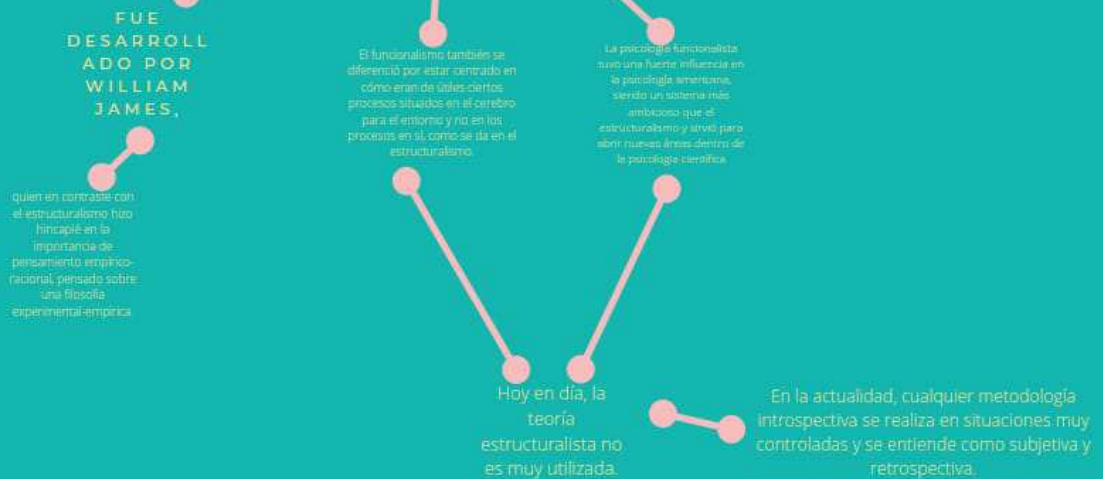 FUE
DESARROLL
ADO POR
WILLIAM
JAMES,
quien en contraste con
el estructuralismo hizo
hincapié en la
importancia de
pensamiento empírico-
racional, pensado sobre
una filosofía
experimental-empírica
El funcionalismo también se
diferenció por estar centrado en
cómo eran de útiles ciertos
procesos situados en el cerebro
para el entorno y no en los
procesos en sí, como se da en el
estructuralismo.
La psicología funcionalista
tuvo una fuerte influencia en
la psicología americana,
siendo un sistema más
ambicioso que el
estructuralismo y sirvió para
abrir nuevas áreas dentro de
la psicología científica
Hoy en día, la
teoría
estructuralista no
es muy utilizada.
En la actualidad, cualquier metodología
introspectiva se realiza en situaciones muy
controladas y se entiende como subjetiva y
retrospectiva.